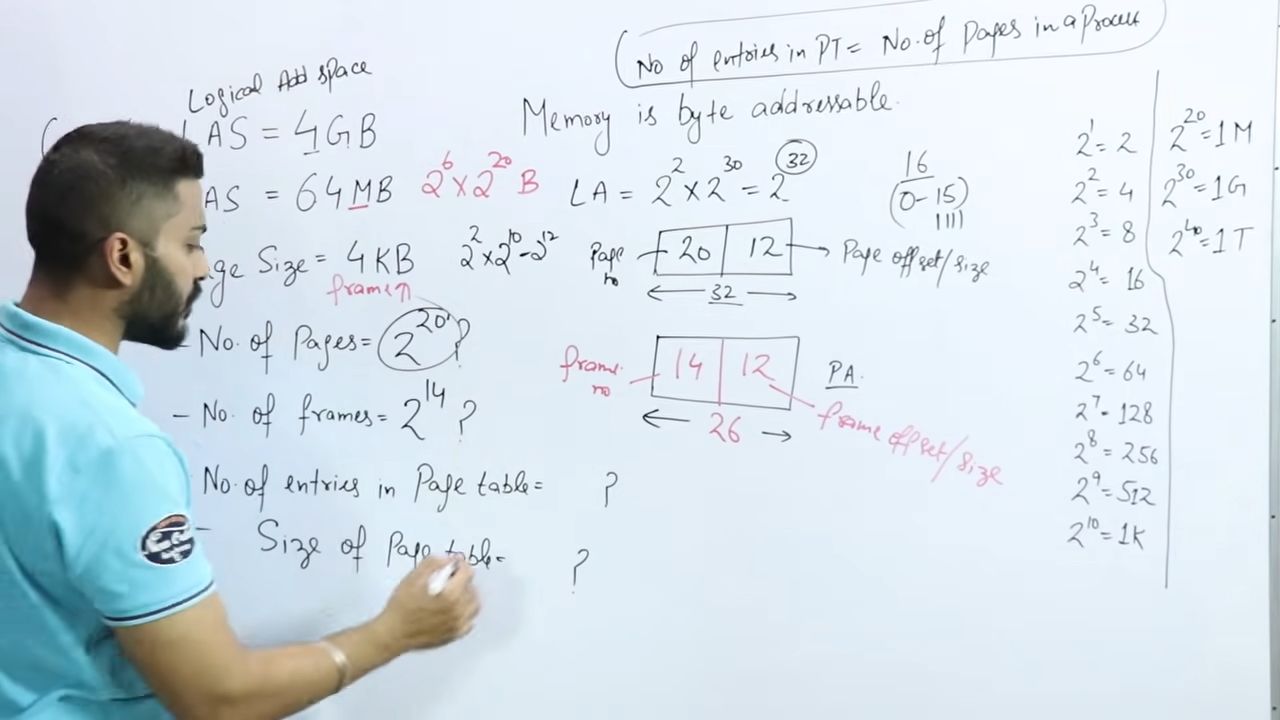 No of entries in PT = No. of Pages in a Process
Logical Add space
LAS = 4GB
Memory is byte addressable.
AS = 64MB 2^6 × 2^20 B
LA = 2^2 × 2^30 = 2^32
16
(0-15)
1111
ge Size = 4KB 2^2 × 2^10 - 2^12
frame
Page no 20 12 Page offset/size
32
- No. of Pages = 2^20 ?
frame no 14 12 PA.
26 frame offset/size
- No. of frames = 2^14 ?
No. of entries in Page table = ?
- Size of Page table = ?
2^1 = 2
2^2 = 4
2^3 = 8
2^4 = 16
2^5 = 32
2^6 = 64
2^7 - 128
2^8 = 256
2^9 = 512
2^10 = 1K
2^20 = 1M
2^30 = 1G
2^40 = 1T